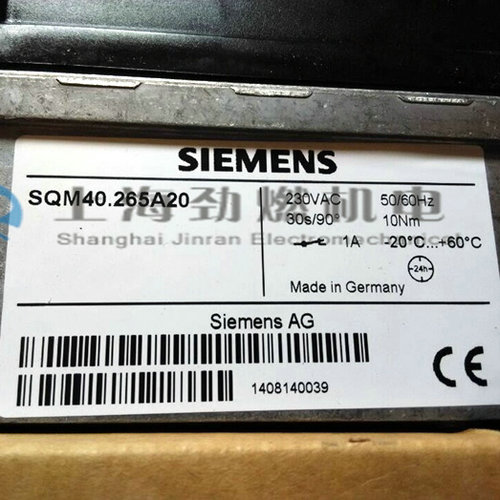 SIEMENS
SQM40.265A20
230VAC 50/60Hz
30s/90° 10Nm
1A -20°C...+60°C
24h
Made in Germany
上海劲燃机电
Shanghai Jinran Electromechanical
Siemens AG
1408140039
CE